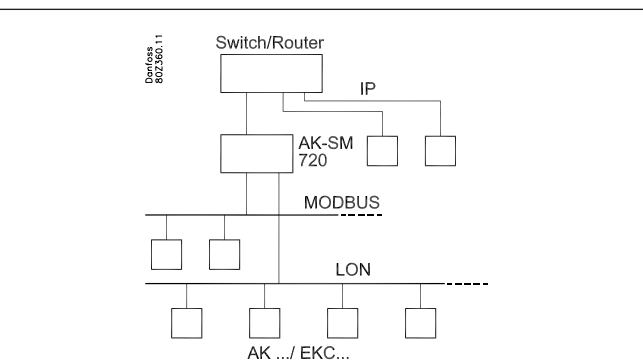 Danfoss
80Z360.11
Switch/Router
IP
AK-SM
720
MODBUS
LON
AK .../ EKC...